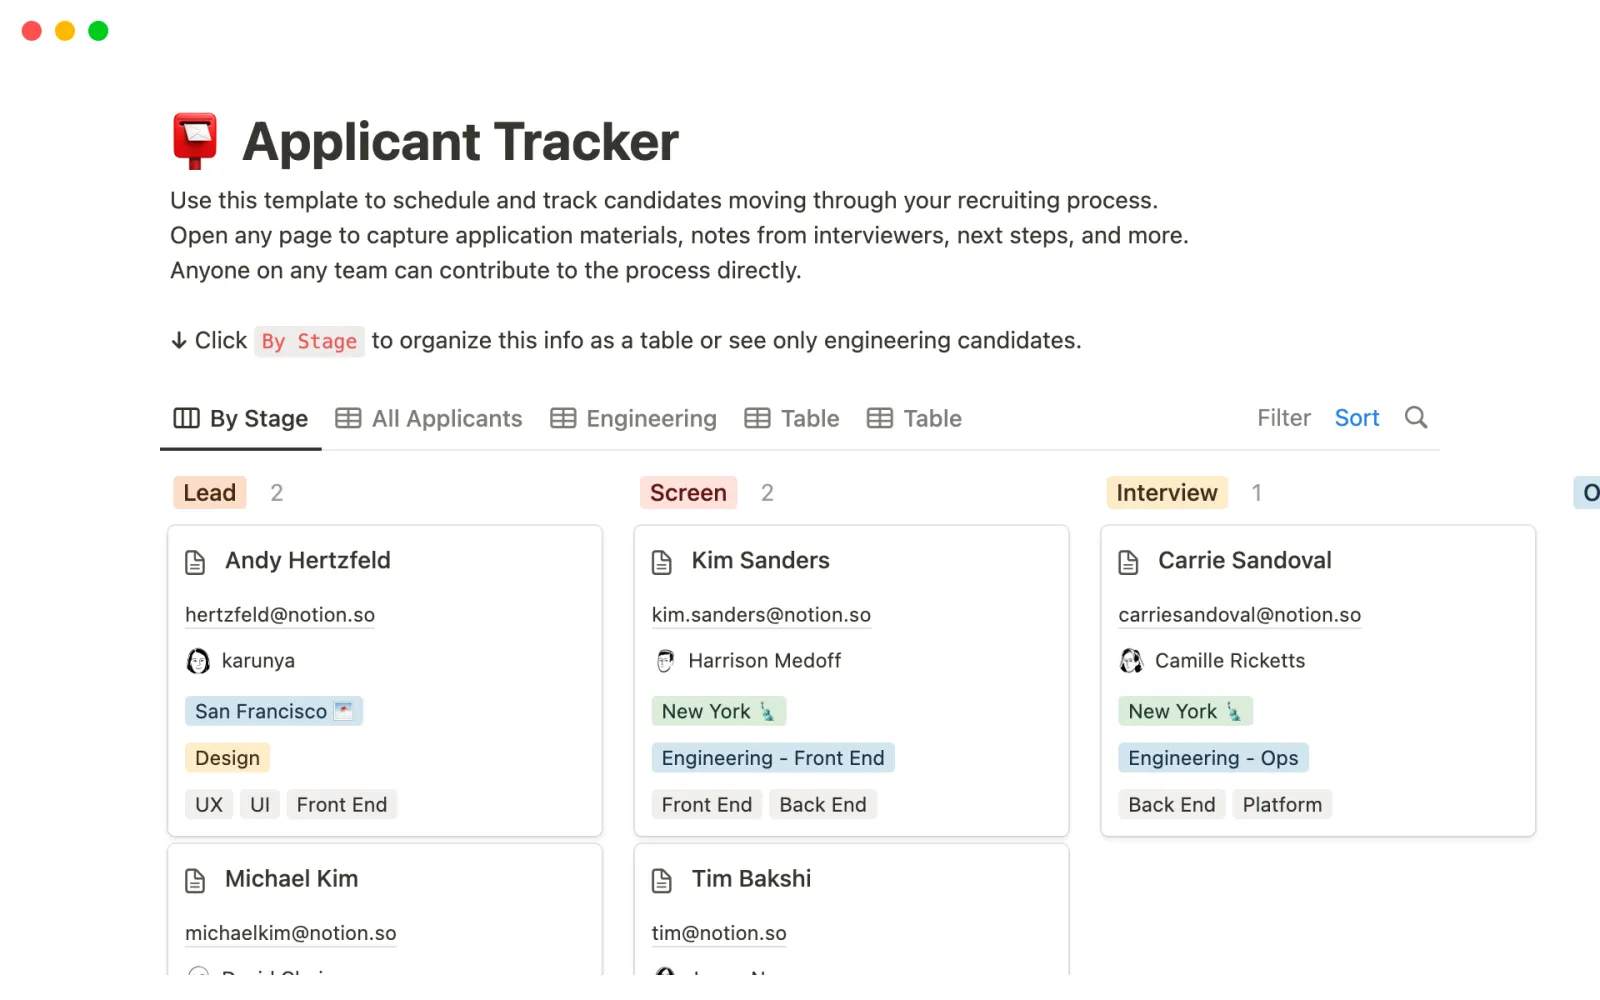 Applicant Tracker
Use this template to schedule and track candidates moving through your recruiting process.
Open any page to capture application materials, notes from interviewers, next steps, and more.
Anyone on any team can contribute to the process directly.
↓ Click By Stage to organize this info as a table or see only engineering candidates.
By Stage All Applicants Engineering Table Table Filter Sort
Lead 2
Andy Hertzfeld
hertzfeld@notion.so
karunya
San Francisco
Design
UX UI Front End
Michael Kim
michaelkim@notion.so
Screen 2
Kim Sanders
kim.sanders@notion.so
Harrison Medoff
New York
Engineering - Front End
Front End Back End
Tim Bakshi
tim@notion.so
Interview 1
Carrie Sandoval
carriesandoval@notion.so
Camille Ricketts
New York
Engineering - Ops
Back End Platform